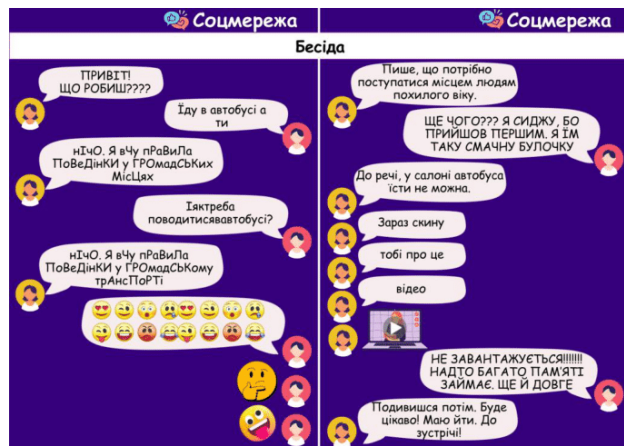 Соцмережа
Соцмережа
Бесіда
ПРИВІТ!
ЩО РОБИШ????
Їду в автобусі а
ти
нІчО. Я вЧу пРаВиЛа
ПоВеДінКИ у ГРОмадСЬКих
МісЦях
Іяктреба
поводитисявавтобусі?
нІЧО. Я вЧу пРаВиЛа
ПоВеДіНКИ у ГРОмадСЬКому
трАнсПоРТі
Пише, що потрібно
поступатися місцем людям
похилого віку.
ЩЕ ЧОГО??? Я СИДЖУ, БО
ПРИЙШОВ ПЕРШИМ. Я ЇМ
ТАКУ СМАЧНУ БУЛОЧКУ
До речі, у салоні автобуса
їсти не можна.
Зараз скину
тобі про це
відео
НЕ ЗАВАНТАЖУЄТЬСЯ!!!!!!!
НАДТО БАГАТО ПАМ'ЯТІ
ЗАЙМАЄ. ЩЕ Й ДОВГЕ
Подивишся потім. Буде
цікаво! Маю йти. До
зустрічі!